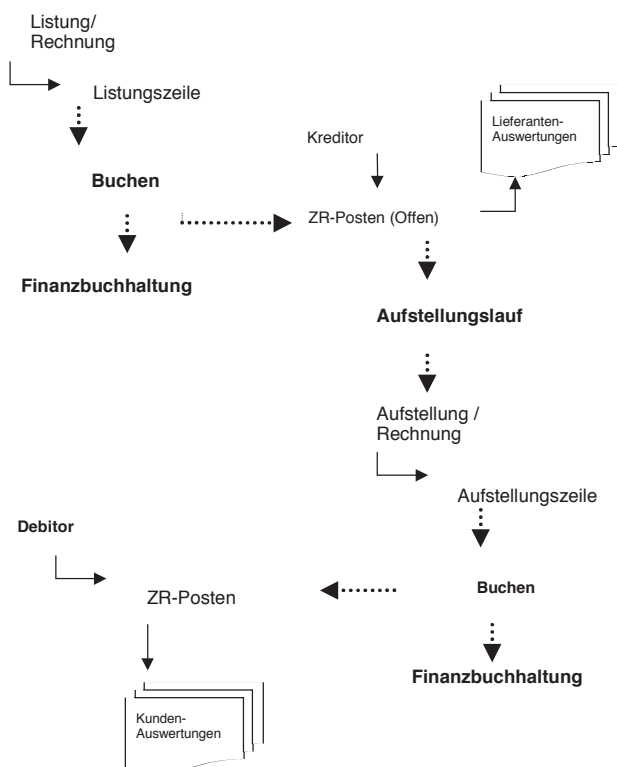 Listung/
Rechnung
Listungszeile
Lieferanten-
Auswertungen
Kreditor
Buchen
ZR-Posten (Offen)
Finanzbuchhaltung
Aufstellungslauf
Aufstellung /
Rechnung
Aufstellungszeile
Debitor
ZR-Posten
Buchen
Finanzbuchhaltung
Kunden-
Auswertungen